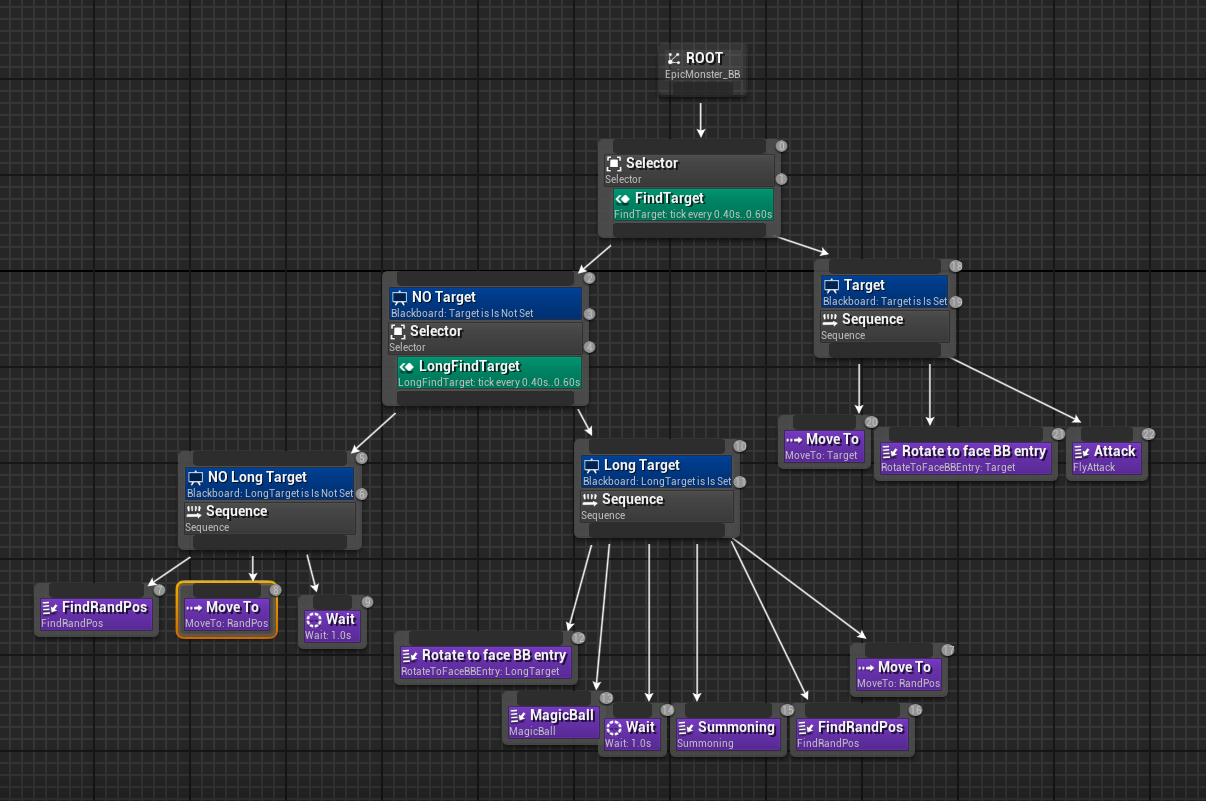 ROOT
EpicMonster_BB
0
Selector
Selector
1
FindTarget
FindTarget: tick every 0.40s..0.60s
2
NO Target
Blackboard: Target is Is Not Set
3
Selector
Selector
4
LongFindTarget
LongFindTarget: tick every 0.40s..0.60s
18
Target
Blackboard: Target is Is Set
19
Sequence
Sequence
5
NO Long Target
Blackboard: LongTarget is Is Not Set
6
Sequence
Sequence
10
Long Target
Blackboard: LongTarget is Is Set
11
Sequence
Sequence
20
Move To
MoveTo: Target
21
Rotate to face BB entry
RotateToFaceBBEntry: Target
22
Attack
FlyAttack
7
FindRandPos
FindRandPos
8
Move To
MoveTo: RandPos
9
Wait
Wait: 1.0s
12
Rotate to face BB entry
RotateToFaceBBEntry: LongTarget
13
MagicBall
MagicBall
14
Wait
Wait: 1.0s
15
Summoning
Summoning
16
FindRandPos
FindRandPos
17
Move To
MoveTo: RandPos